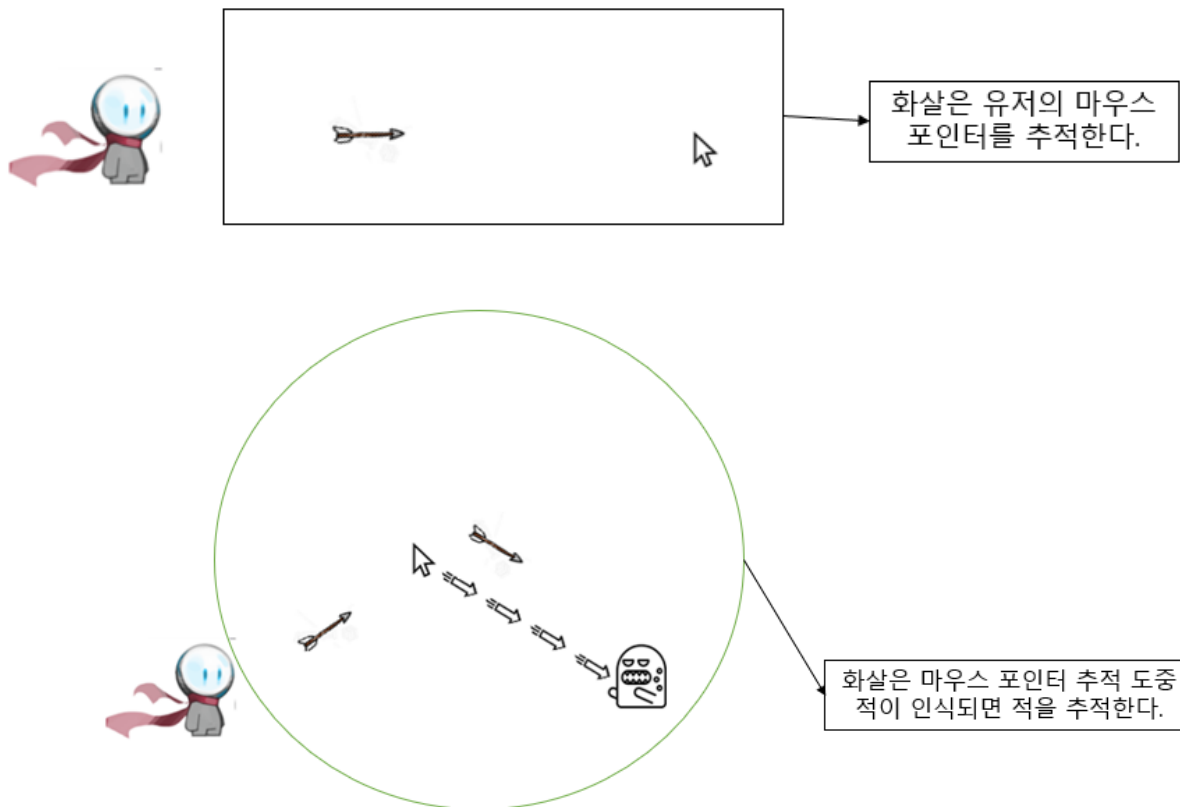 화살은 유저의 마우스
포인터를 추적한다.
화살은 마우스 포인터 추적 도중
적이 인식되면 적을 추적한다.